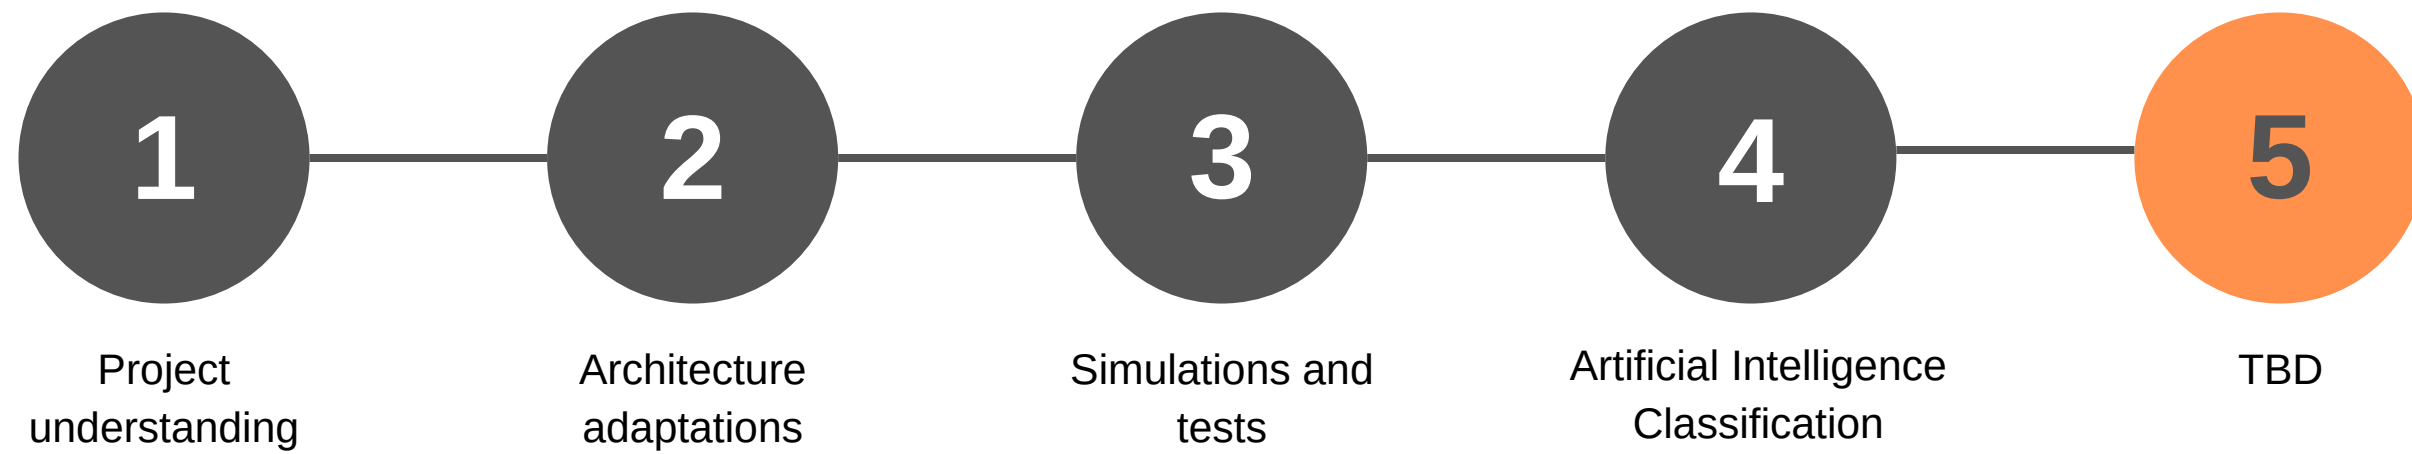 1
2
3
4
5
Project
understanding
Architecture
adaptations
Simulations and
tests
Artificial Intelligence
Classification
TBD